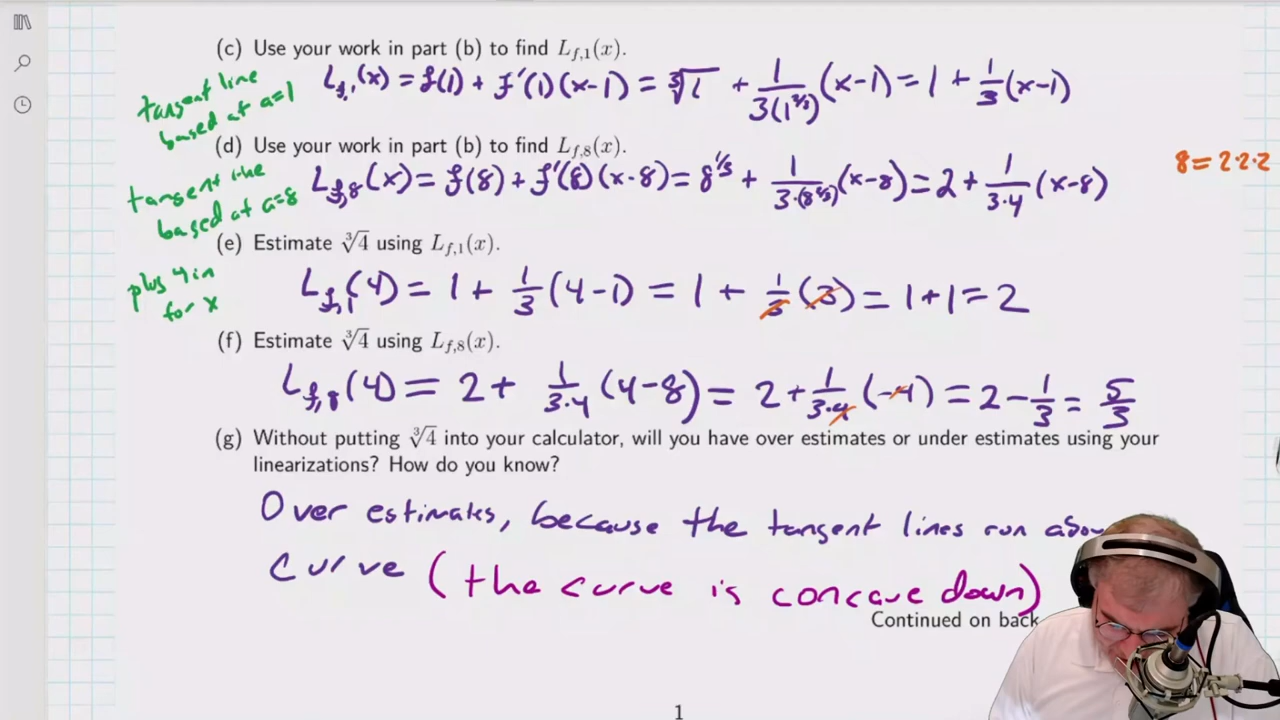 (c) Use your work in part (b) to find L_{f,1}(x).
L_{f,1}(x) = f(1) + f'(1)(x-1) = ∛1 + 1/(3(1^{2/3}))(x-1) = 1 + 1/3(x-1)
tangent line
based at a=1
(d) Use your work in part (b) to find L_{f,8}(x).
L_{f,8}(x) = f(8) + f'(8)(x-8) = 8^{1/3} + 1/(3·(8^{2/3}))(x-8) = 2 + 1/(3·4)(x-8)
8 = 2·2·2
tangent line
based at a=8
(e) Estimate ∛4 using L_{f,1}(x).
plug 4 in
for x
L_{f,1}(4) = 1 + 1/3(4-1) = 1 + 1/3(3) = 1+1 = 2
(f) Estimate ∛4 using L_{f,8}(x).
L_{f,8}(4) = 2 + 1/(3·4)(4-8) = 2 + 1/(3·4)(-4) = 2 - 1/3 = 5/3
(g) Without putting ∛4 into your calculator, will you have over estimates or under estimates using your
linearizations? How do you know?
Over estimates, because the tangent lines run
curve (the curve is concave down)
Continued on back
1